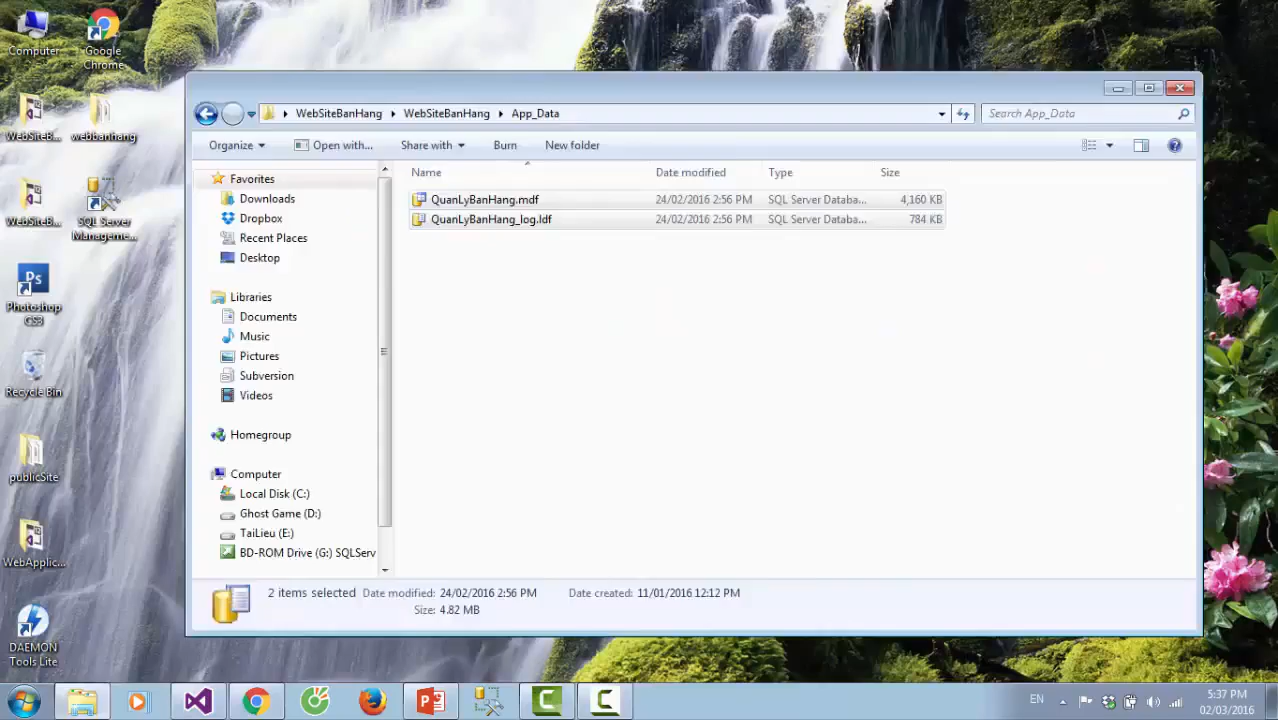 Computer
Google Chrome
WebSiteB...
webbanhang
WebSiteB...
SQL Server Manageme...
Photoshop CS3
Recycle Bin
publicSite
WebApplic...
DAEMON Tools Lite
WebSiteBanHang WebSiteBanHang App_Data
Search App_Data
Organize Open with... Share with Burn New folder
Name Date modified Type Size
QuanLyBanHang.mdf 24/02/2016 2:56 PM SQL Server Databa... 4,160 KB
QuanLyBanHang_log.ldf 24/02/2016 2:56 PM SQL Server Databa... 784 KB
Favorites
Downloads
Dropbox
Recent Places
Desktop
Libraries
Documents
Music
Pictures
Subversion
Videos
Homegroup
Computer
Local Disk (C:)
Ghost Game (D:)
TaiLieu (E:)
BD-ROM Drive (G:) SQLServ
2 items selected Date modified: 24/02/2016 2:56 PM Date created: 11/01/2016 12:12 PM
Size: 4.82 MB
EN
5:37 PM
02/03/2016